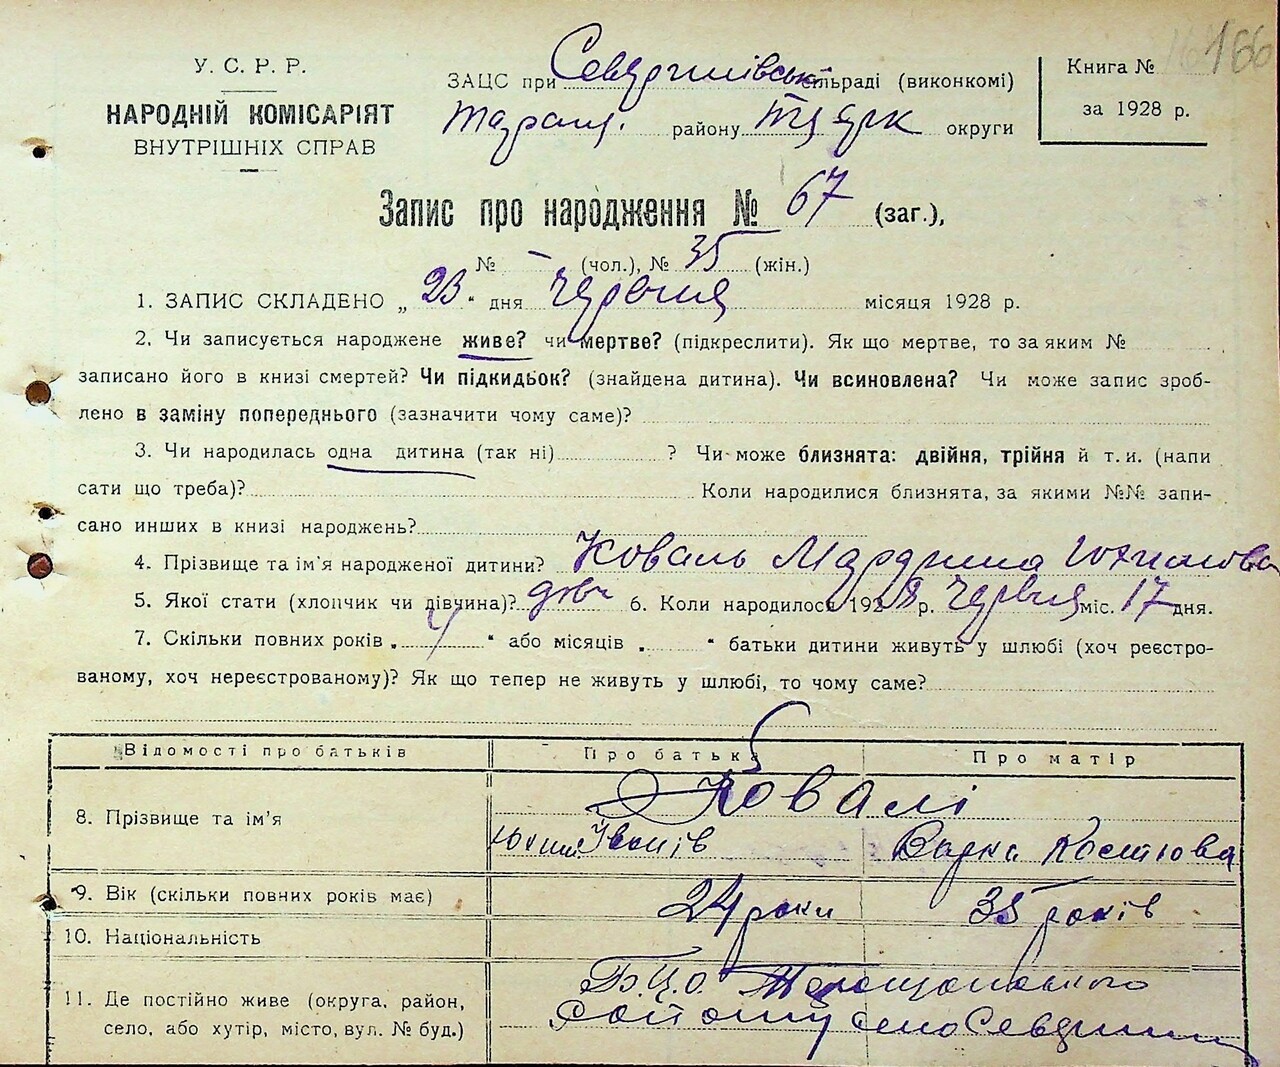 У. С. Р. Р.
НАРОДНІЙ КОМІСАРІЯТ
ВНУТРІШНІХ СПРАВ
ЗАЦС при сільраді (виконкомі)
Таращ. району округи
Книга № 166
за 1928 р.
Запис про народження № 67 (заг.),
№ — (чол.), № 35 (жін.)
1. ЗАПИС СКЛАДЕНО „ 23 “ дня Червня місяця 1928 р.
2. Чи записується народжене живе? чи мертве? (підкреслити). Як що мертве, то за яким №
записано його в книзі смертей? Чи підкидьок? (знайдена дитина). Чи всиновлена? Чи може запис зроб-
лено в заміну попереднього (зазначити чому саме)?
3. Чи народилась одна дитина (так ні) ? Чи може близнята: двійня, трійня й т. и. (напи
сати що треба)? Коли народилися близнята, за якими №№ запи-
сано инших в книзі народжень?
4. Прізвище та ім'я народженої дитини? Коваль
5. Якої стати (хлопчик чи дівчина)? дівч 6. Коли народилося 1928 р. Червня міс. 17 дня.
7. Скільки повних років „ 4 “ або місяців „ “ батьки дитини живуть у шлюбі (хоч реєстро-
ваному, хоч нереєстрованому)? Як що тепер не живуть у шлюбі, то чому саме?
Відомості про батьків Про батька Про матір
Ковалі
8. Прізвище та ім'я
Юхим Іванів Варка Костюва
9. Вік (скільки повних років має) 24 роки 35 років
10. Національність
Б.Ц.О. Таращанського
11. Де постійно живе (округа, район,
району село
село, або хутір, місто, вул. № буд.)